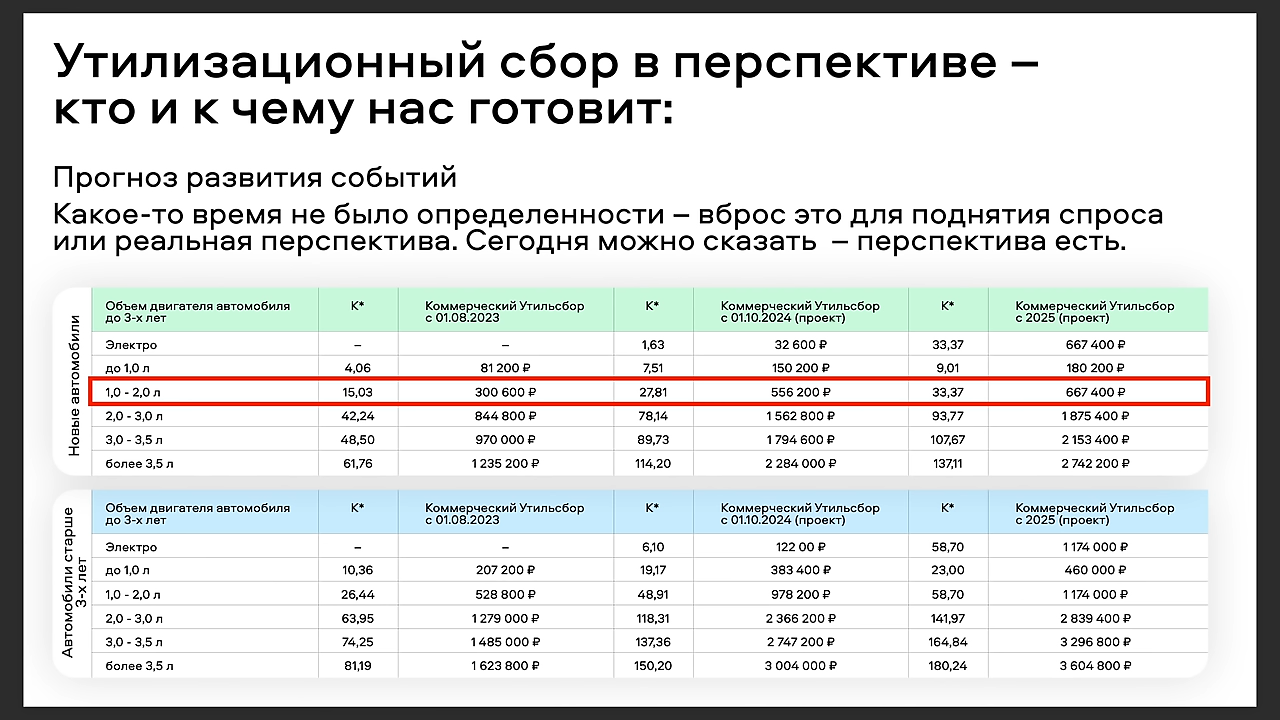 Утилизационный сбор в перспективе –
кто и к чему нас готовит:
Прогноз развития событий
Какое-то время не было определенности – вброс это для поднятия спроса
или реальная перспектива. Сегодня можно сказать – перспектива есть.
Новые автомобили
Объем двигателя автомобиля до 3-х лет K* Коммерческий Утильсбор с 01.08.2023 K* Коммерческий Утильсбор с 01.10.2024 (проект) K* Коммерческий Утильсбор с 2025 (проект)
Электро – – 1,63 32 600 ₽ 33,37 667 400 ₽
до 1,0 л 4,06 81 200 ₽ 7,51 150 200 ₽ 9,01 180 200 ₽
1,0 - 2,0 л 15,03 300 600 ₽ 27,81 556 200 ₽ 33,37 667 400 ₽
2,0 - 3,0 л 42,24 844 800 ₽ 78,14 1 562 800 ₽ 93,77 1 875 400 ₽
3,0 - 3,5 л 48,50 970 000 ₽ 89,73 1 794 600 ₽ 107,67 2 153 400 ₽
более 3,5 л 61,76 1 235 200 ₽ 114,20 2 284 000 ₽ 137,11 2 742 200 ₽
Автомобили старше
3-х лет
Объем двигателя автомобиля до 3-х лет K* Коммерческий Утильсбор с 01.08.2023 K* Коммерческий Утильсбор с 01.10.2024 (проект) K* Коммерческий Утильсбор с 2025 (проект)
Электро – – 6,10 122 00 ₽ 58,70 1 174 000 ₽
до 1,0 л 10,36 207 200 ₽ 19,17 383 400 ₽ 23,00 460 000 ₽
1,0 - 2,0 л 26,44 528 800 ₽ 48,91 978 200 ₽ 58,70 1 174 000 ₽
2,0 - 3,0 л 63,95 1 279 000 ₽ 118,31 2 366 200 ₽ 141,97 2 839 400 ₽
3,0 - 3,5 л 74,25 1 485 000 ₽ 137,36 2 747 200 ₽ 164,84 3 296 800 ₽
более 3,5 л 81,19 1 623 800 ₽ 150,20 3 004 000 ₽ 180,24 3 604 800 ₽